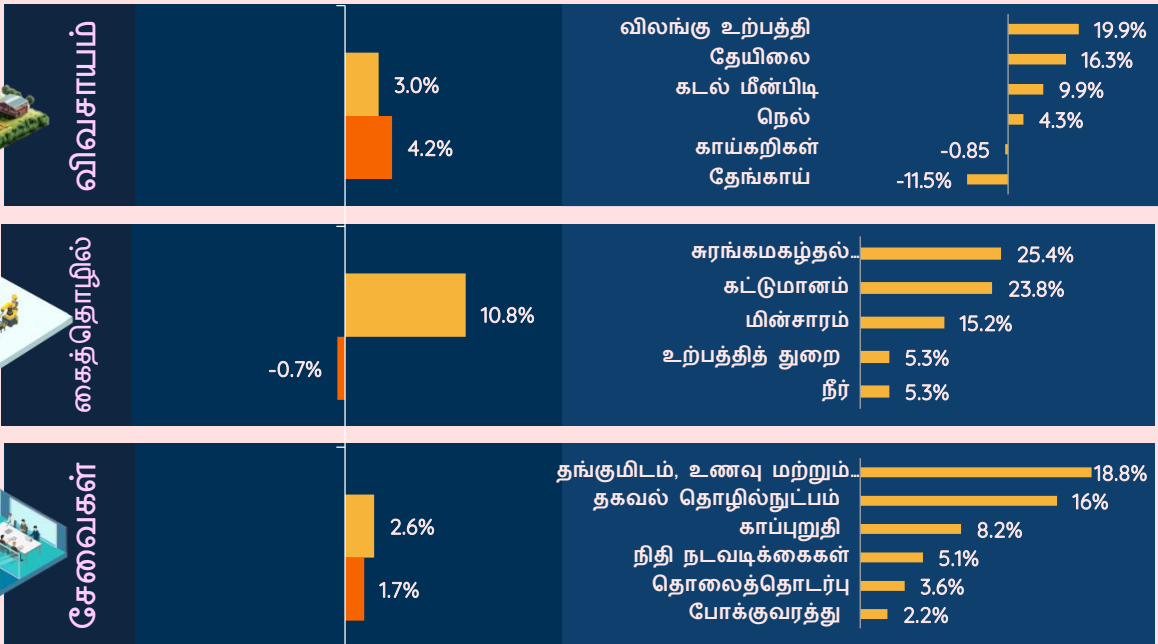 விவசாயம்
3.0%
4.2%
விலங்கு உற்பத்தி 19.9%
தேயிலை 16.3%
கடல் மீன்பிடி 9.9%
நெல் 4.3%
காய்கறிகள் -0.85
தேங்காய் -11.5%
கைத்தொழில்
10.8%
-0.7%
சுரங்கமகழ்தல்... 25.4%
கட்டுமானம் 23.8%
மின்சாரம் 15.2%
உற்பத்தித் துறை 5.3%
நீர் 5.3%
சேவைகள்
2.6%
1.7%
தங்குமிடம், உணவு மற்றும்... 18.8%
தகவல் தொழில்நுட்பம் 16%
காப்புறுதி 8.2%
நிதி நடவடிக்கைகள் 5.1%
தொலைத்தொடர்பு 3.6%
போக்குவரத்து 2.2%